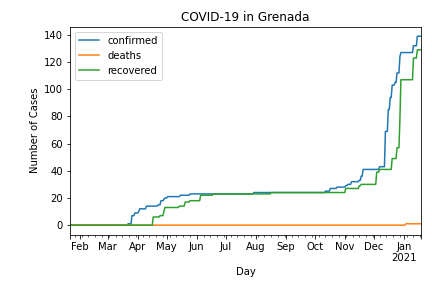 COVID-19 in Grenada
140
120
100
80
60
40
20
0
Number of Cases
confirmed
deaths
recovered
Feb Mar Apr May Jun Jul Aug Sep Oct Nov Dec Jan
2021
Day